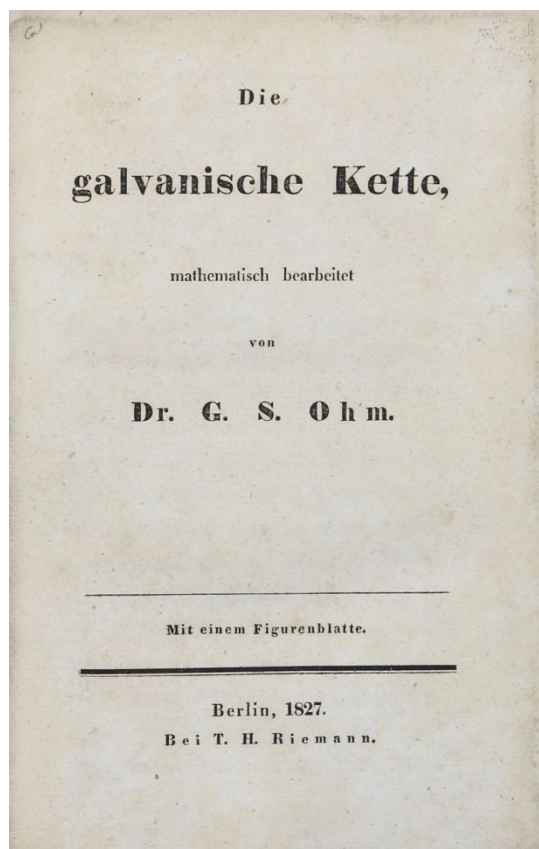 Die
galvanische Kette,
mathematisch bearbeitet
von
Dr. G. S. Ohm.
Mit einem Figurenblatte.
Berlin, 1827.
Bei T. H. Riemann.